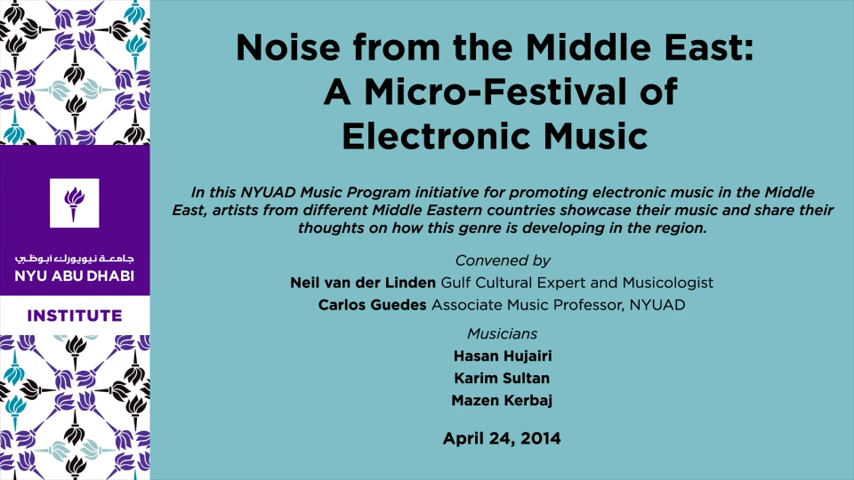 Noise from the Middle East:
A Micro-Festival of
Electronic Music
In this NYUAD Music Program initiative for promoting electronic music in the Middle
East, artists from different Middle Eastern countries showcase their music and share their
thoughts on how this genre is developing in the region.
Convened by
Neil van der Linden Gulf Cultural Expert and Musicologist
Carlos Guedes Associate Music Professor, NYUAD
Musicians
Hasan Hujairi
Karim Sultan
Mazen Kerbaj
April 24, 2014
جامعة نيويورك أبوظبي
NYU ABU DHABI
INSTITUTE